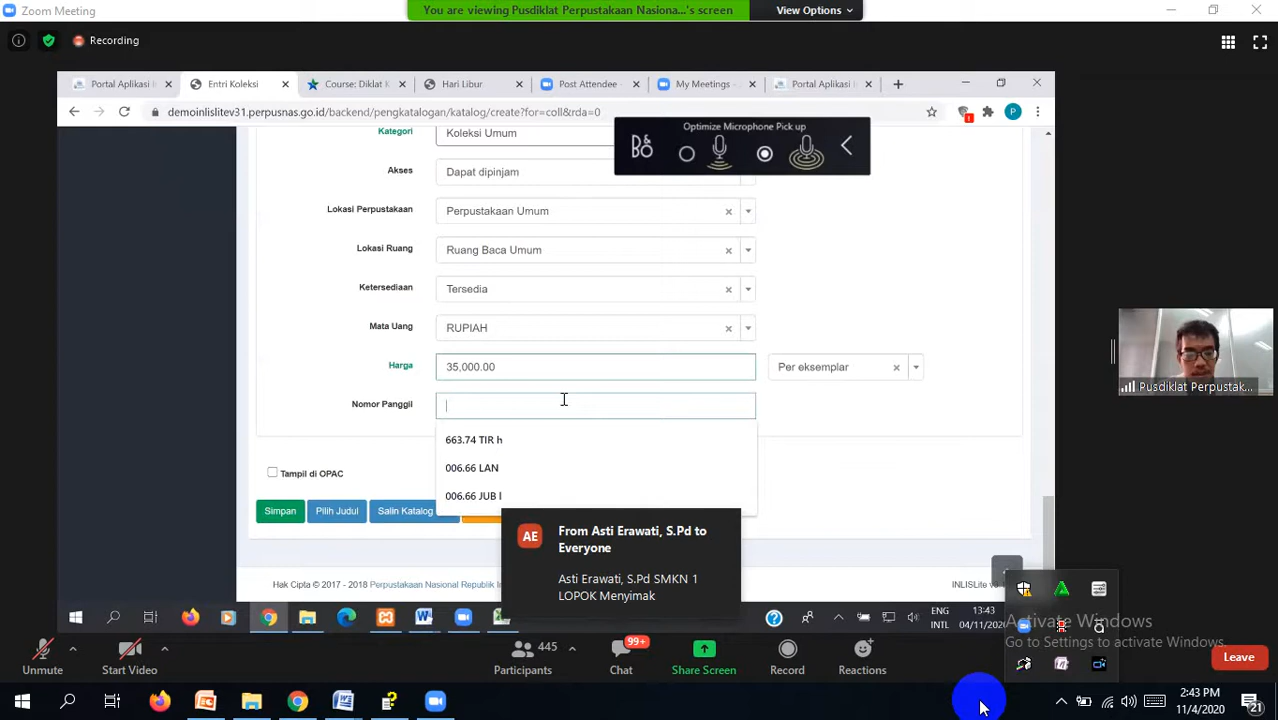 Zoom Meeting
You are viewing Pusdiklat Perpustakaan Nasiona...'s screen
View Options
Recording
Portal Aplikasi I
Entri Koleksi
Course: Diklat K
Hari Libur
Post Attendee -
My Meetings -
Portal Aplikasi I
demoinlislitev31.perpusnas.go.id/backend/pengkatalogan/katalog/create?for=coll&rda=0
P
Optimize Microphone Pick up
B&O
Kategori
Koleksi Umum
Akses
Dapat dipinjam
Lokasi Perpustakaan
Perpustakaan Umum
Lokasi Ruang
Ruang Baca Umum
Ketersediaan
Tersedia
Mata Uang
RUPIAH
Harga
35,000.00
Per eksemplar
Pusdiklat Perpustak...
Nomor Panggil
663.74 TIR h
006.66 LAN
006.66 JUB l
Tampil di OPAC
Simpan
Pilih Judul
Salin Katalog
AE
From Asti Erawati, S.Pd to
Everyone
Asti Erawati, S.Pd SMKN 1
LOPOK Menyimak
Hak Cipta © 2017 - 2018 Perpustakaan Nasional Republik In
INLISLite v3.
ENG
INTL
13:43
04/11/2020
Activate Windows
Go to Settings to activate Windows.
Unmute
Start Video
445
Participants
99+
Chat
Share Screen
Record
Reactions
Leave
2:43 PM
11/4/2020
21